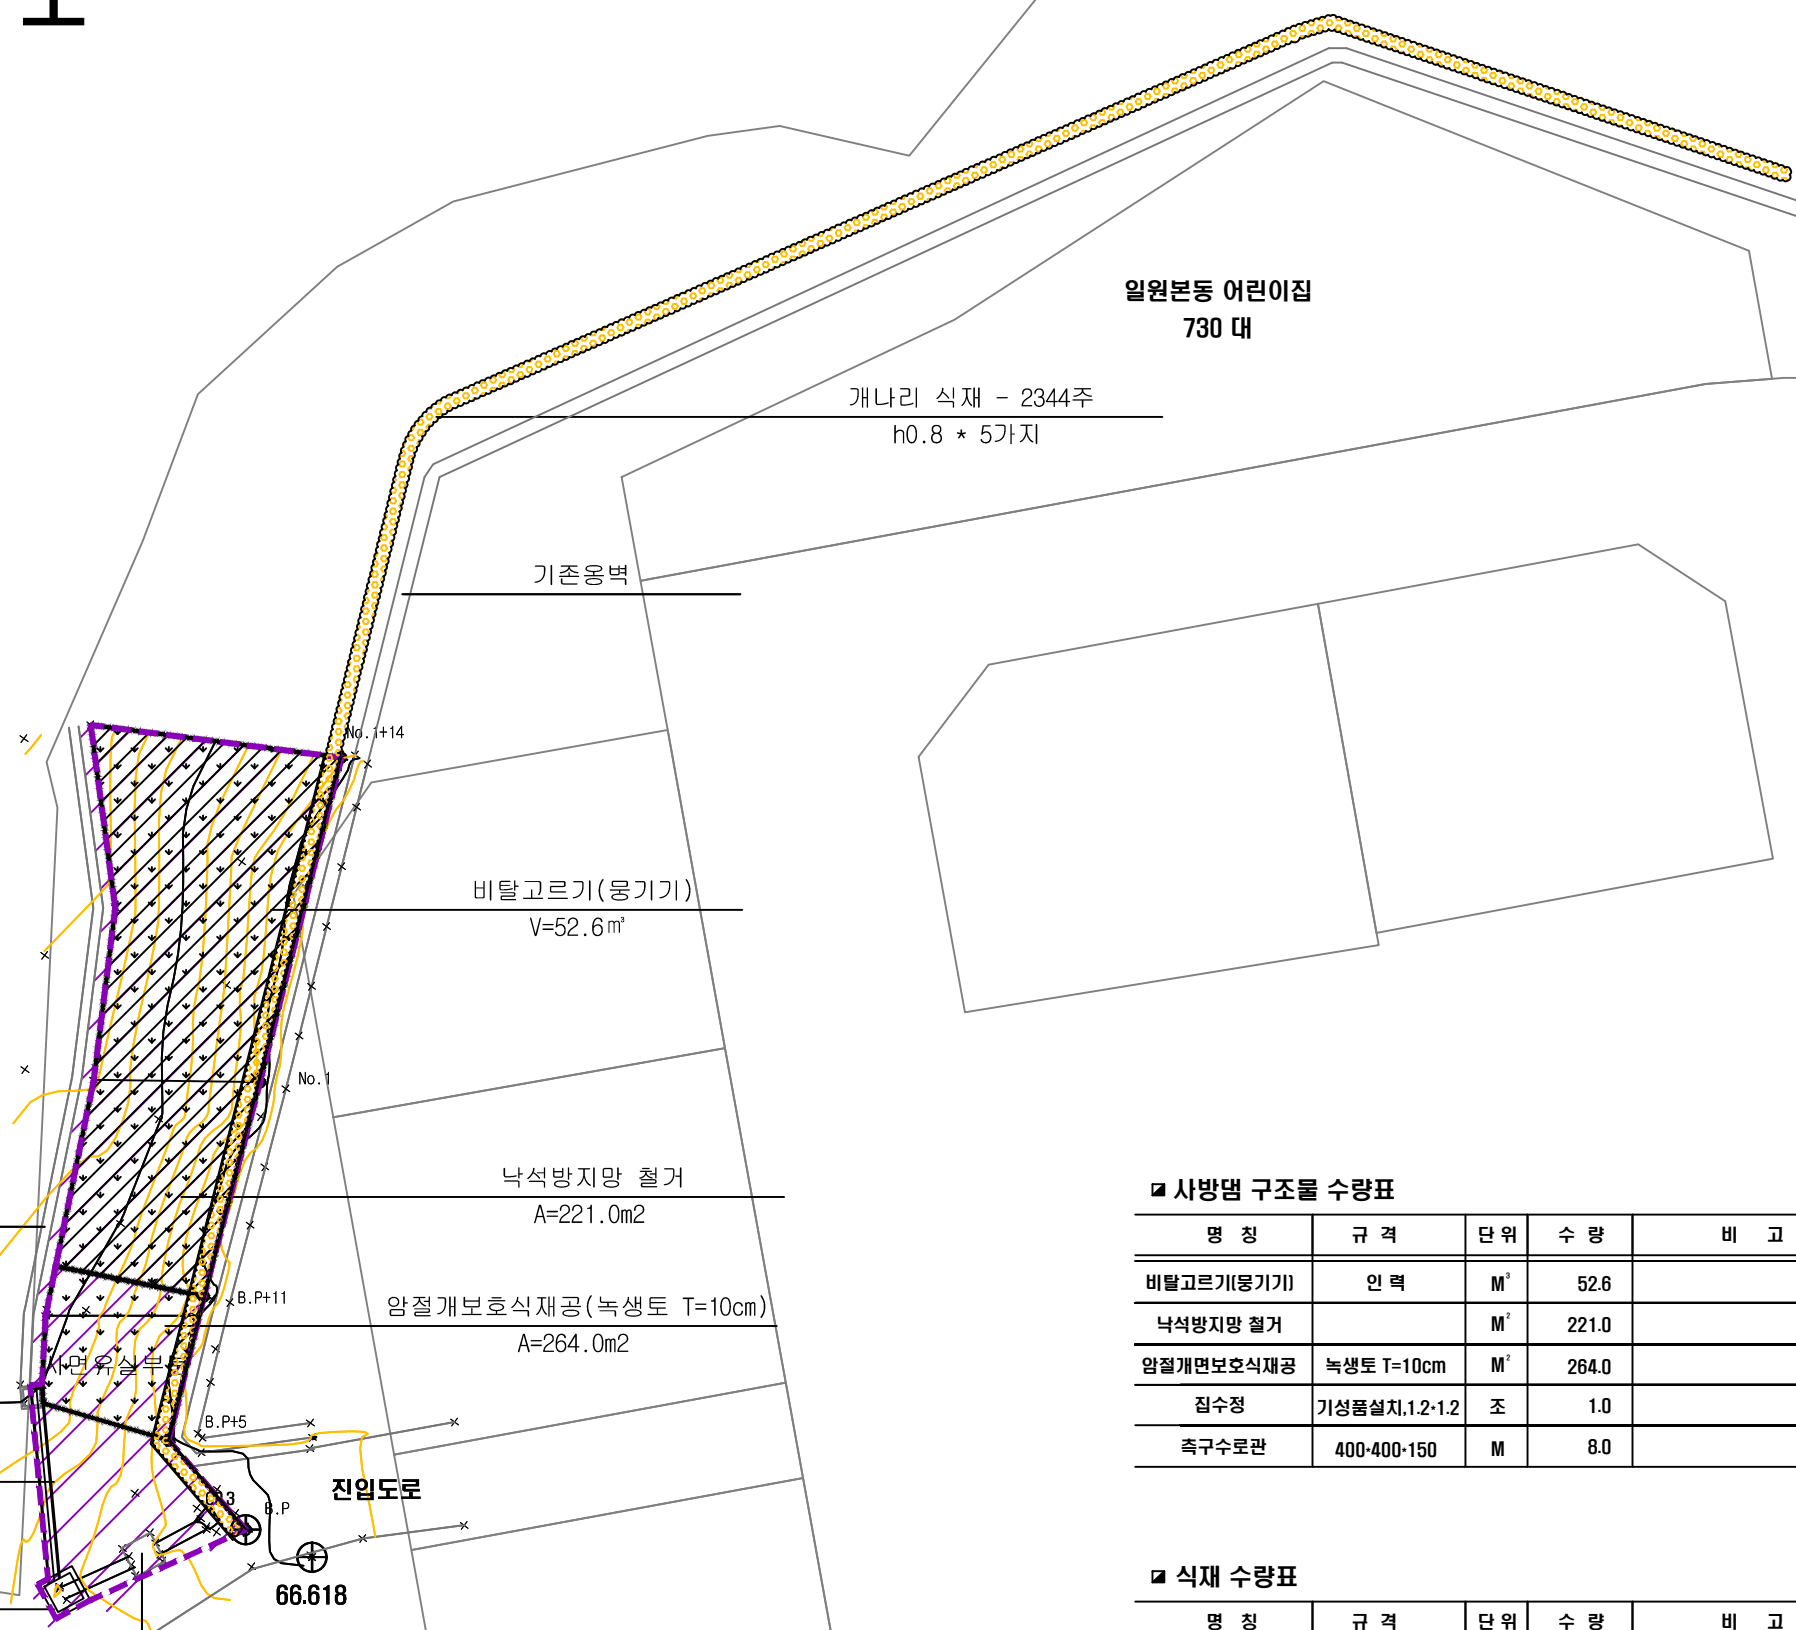 일원본동 어린이집
730 대
개나리 식재 - 2344주
h0.8 * 5가지
기존옹벽
No.1+14
비탈고르기(뭉기기)
V=52.6㎥
No.1
낙석방지망 철거
A=221.0m2
B.P+11
암절개보호식재공(녹생토 T=10cm)
A=264.0m2
사면유실부
B.P+5
진입도로
B.P
66.618
◪ 사방댐 구조물 수량표
명 칭 규 격 단위 수 량 비 고
비탈고르기(뭉기기) 인 력 M³ 52.6
낙석방지망 철거 M² 221.0
암절개면보호식재공 녹생토 T=10cm M² 264.0
집수정 기성품설치,1.2*1.2 조 1.0
측구수로관 400*400*150 M 8.0
◪ 식재 수량표
명 칭 규 격 단위 수 량 비 고